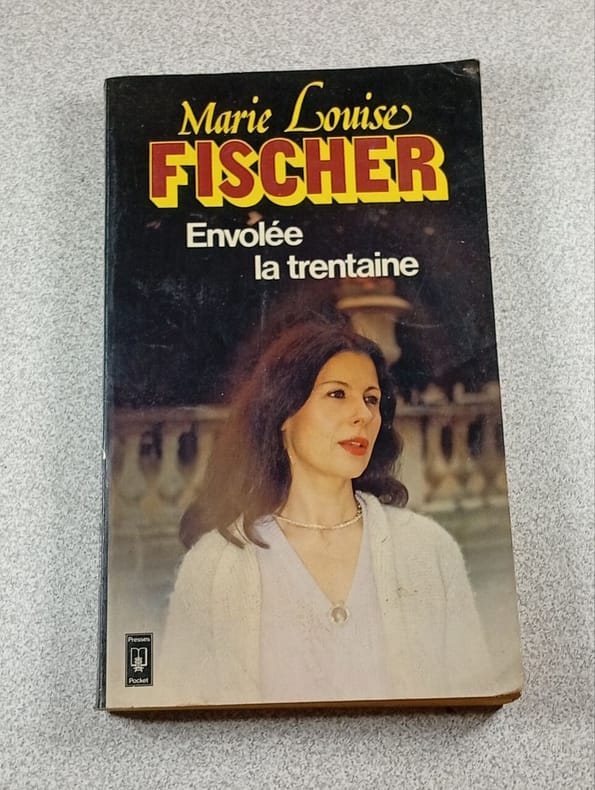 Marie Louise
FISCHER
Envolée
la trentaine
Presses
Pocket